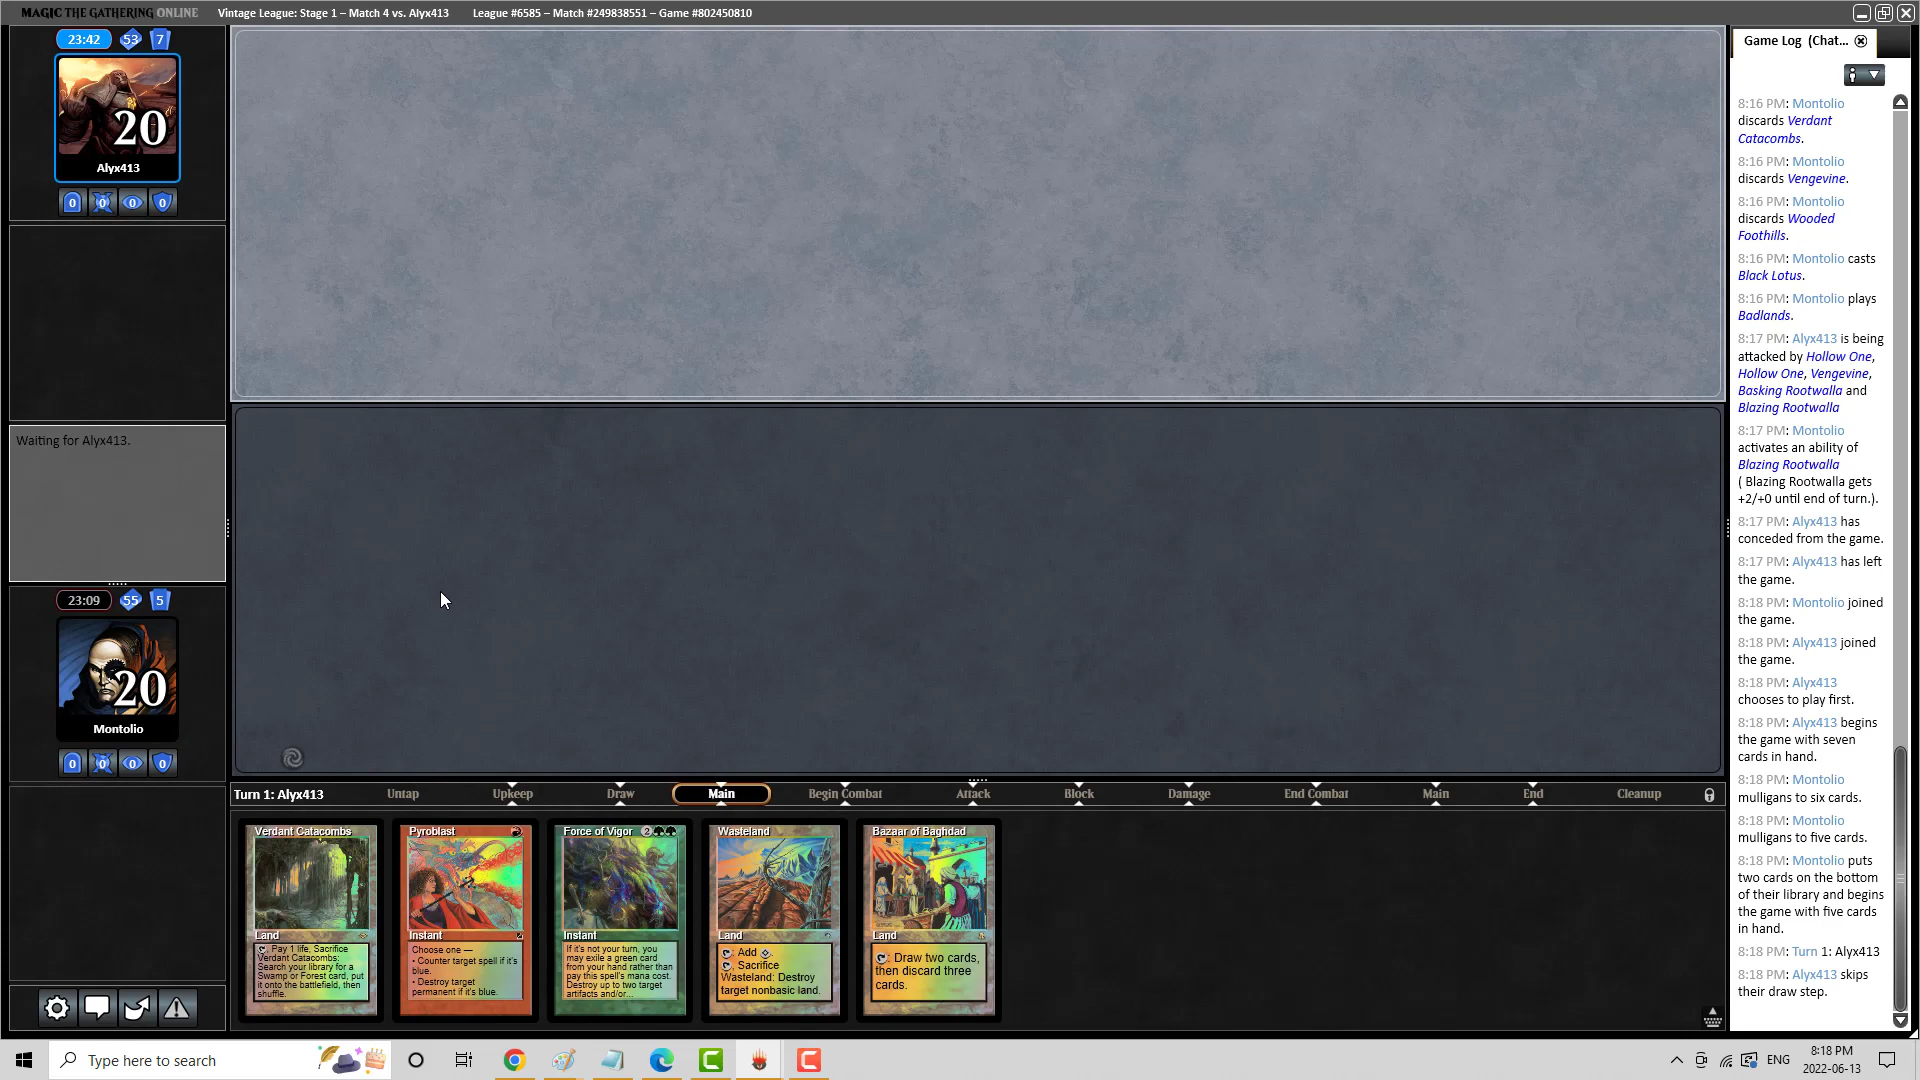 MAGIC THE GATHERING ONLINE
Vintage League: Stage 1 – Match 4 vs. Alyx413
League #6585 – Match #249838551 – Game #802450810
23:42
53
7
20
Alyx413
0 0 0 0
Waiting for Alyx413.
23:09
55
5
20
Montolio
0 0 0 0
Turn 1: Alyx413
Untap
Upkeep
Draw
Main
Begin Combat
Attack
Block
Damage
End Combat
Main
End
Cleanup
Verdant Catacombs
Land
, Pay 1 life, Sacrifice
Verdant Catacombs:
Search your library for a
Swamp or Forest card, put
it onto the battlefield, then
shuffle.
Pyroblast
Instant
Choose one —
• Counter target spell if it's
blue.
• Destroy target
permanent if it's blue.
Force of Vigor
2
Instant
If it's not your turn, you
may exile a green card
from your hand rather than
pay this spell's mana cost.
Destroy up to two target
artifacts and/or...
Wasteland
Land
: Add
, Sacrifice
Wasteland: Destroy
target nonbasic land.
Bazaar of Baghdad
Land
: Draw two cards,
then discard three
cards.
Game Log (Chat...
8:16 PM: Montolio
discards Verdant
Catacombs.
8:16 PM: Montolio
discards Vengevine.
8:16 PM: Montolio
discards Wooded
Foothills.
8:16 PM: Montolio casts
Black Lotus.
8:16 PM: Montolio plays
Badlands.
8:17 PM: Alyx413 is being
attacked by Hollow One,
Hollow One, Vengevine,
Basking Rootwalla and
Blazing Rootwalla
8:17 PM: Montolio
activates an ability of
Blazing Rootwalla
( Blazing Rootwalla gets
+2/+0 until end of turn.).
8:17 PM: Alyx413 has
conceded from the game.
8:17 PM: Alyx413 has left
the game.
8:18 PM: Montolio joined
the game.
8:18 PM: Alyx413 joined
the game.
8:18 PM: Alyx413
chooses to play first.
8:18 PM: Alyx413 begins
the game with seven
cards in hand.
8:18 PM: Montolio
mulligans to six cards.
8:18 PM: Montolio
mulligans to five cards.
8:18 PM: Montolio puts
two cards on the bottom
of their library and begins
the game with five cards
in hand.
8:18 PM: Turn 1: Alyx413
8:18 PM: Alyx413 skips
their draw step.
Type here to search
ENG
8:18 PM
2022-06-13